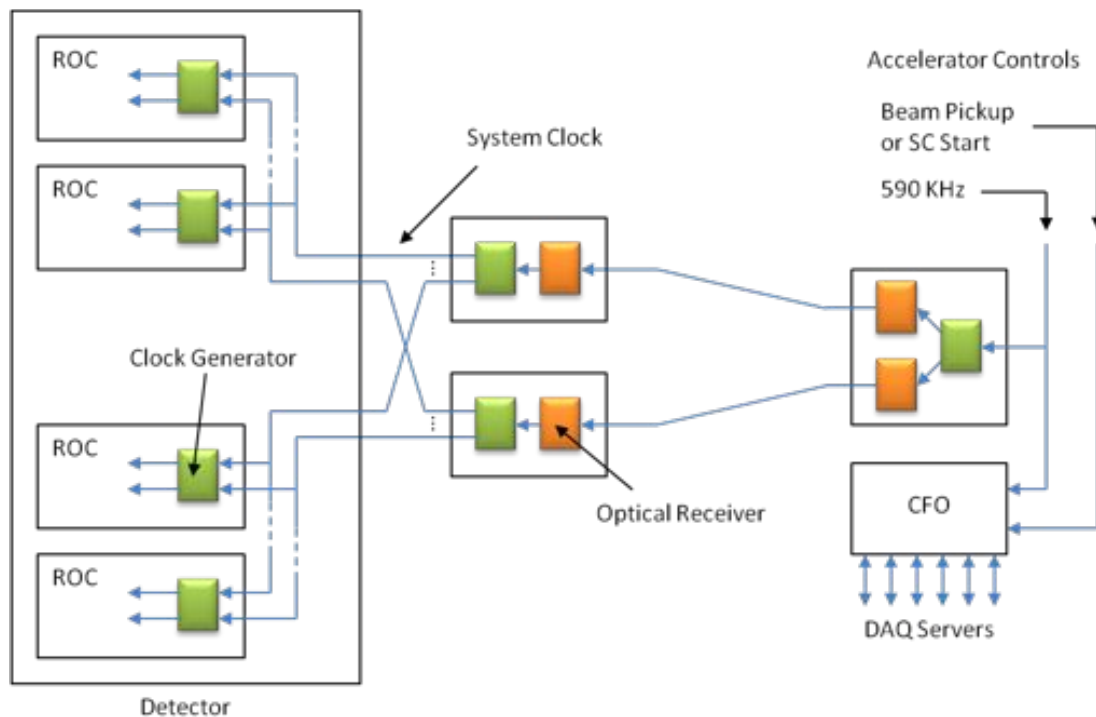 ROC
Accelerator Controls
Beam Pickup
or SC Start
System Clock
ROC
590 KHz
Clock Generator
ROC
Optical Receiver
CFO
ROC
DAQ Servers
Detector